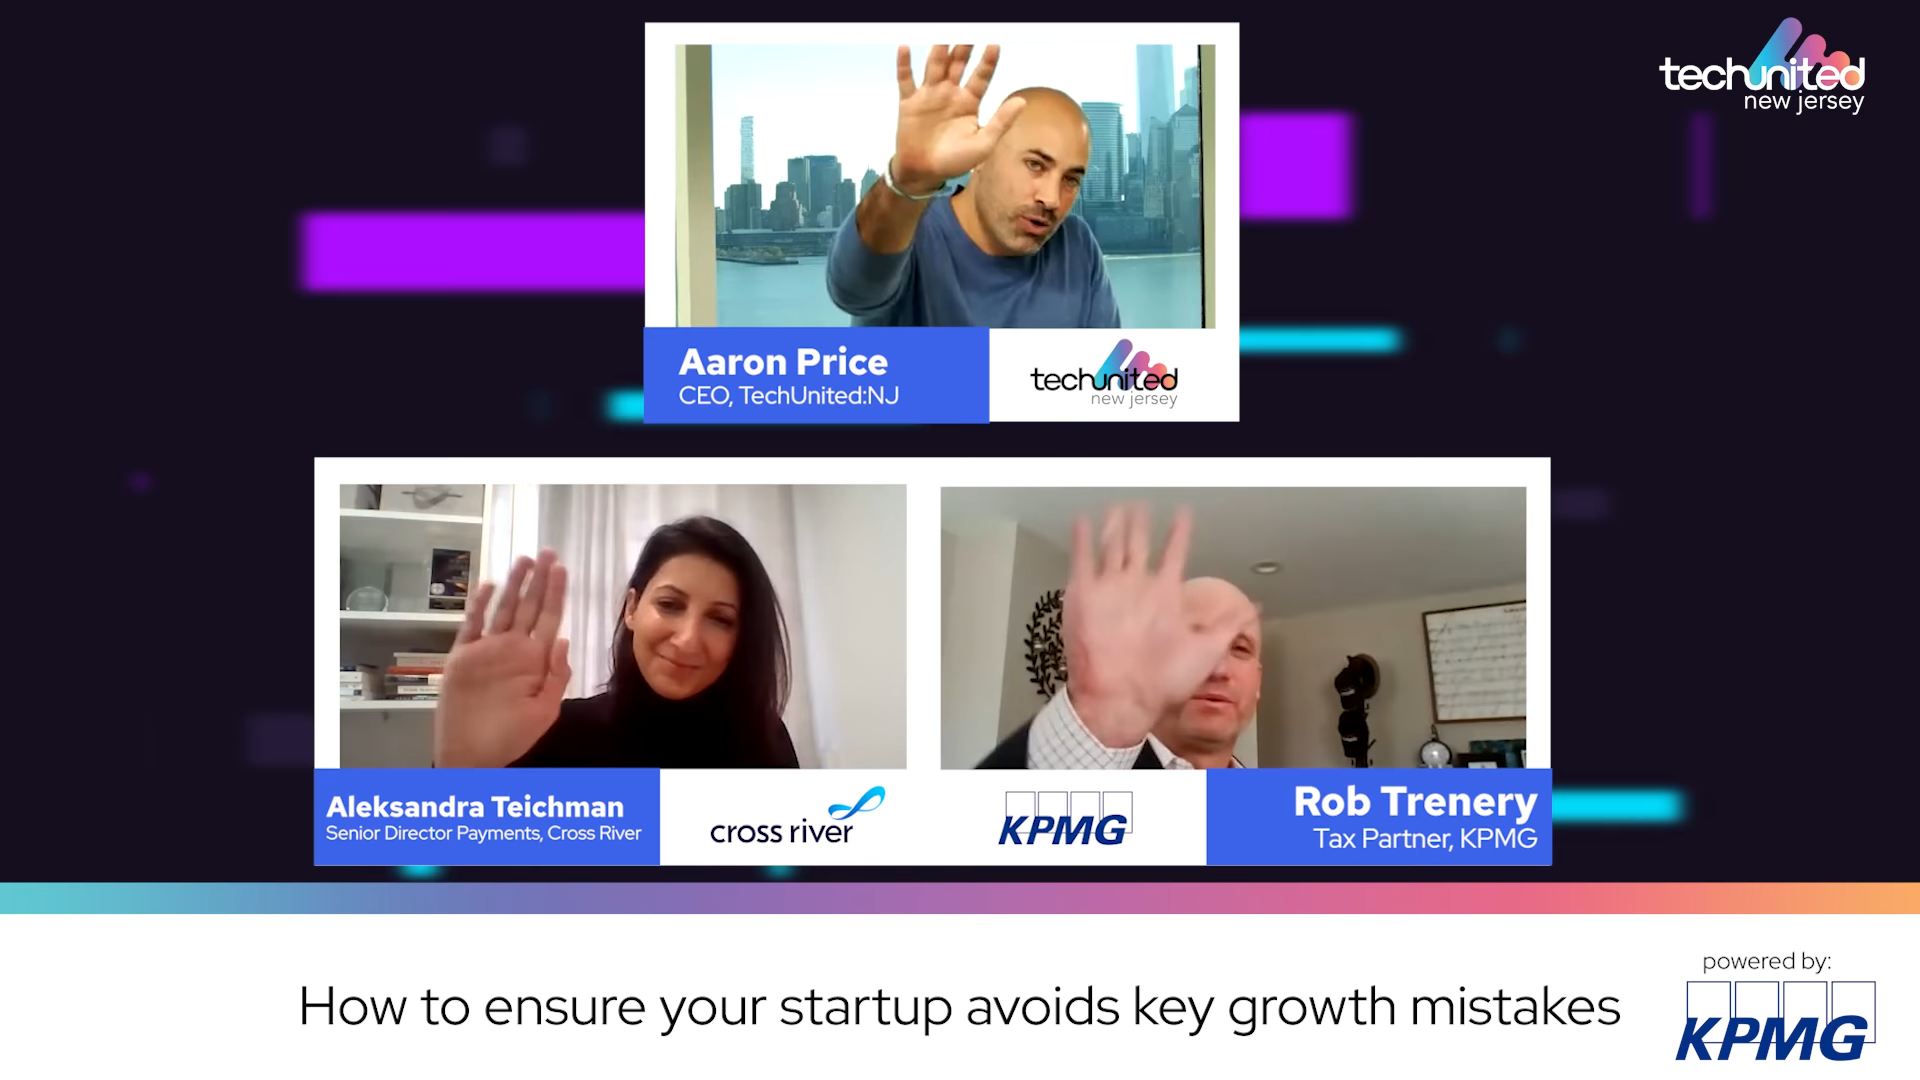 techunited
new jersey
Aaron Price
CEO, TechUnited:NJ
techunited
new jersey
Aleksandra Teichman
Senior Director Payments, Cross River
cross river
KPMG
Rob Trenery
Tax Partner, KPMG
How to ensure your startup avoids key growth mistakes
powered by:
KPMG